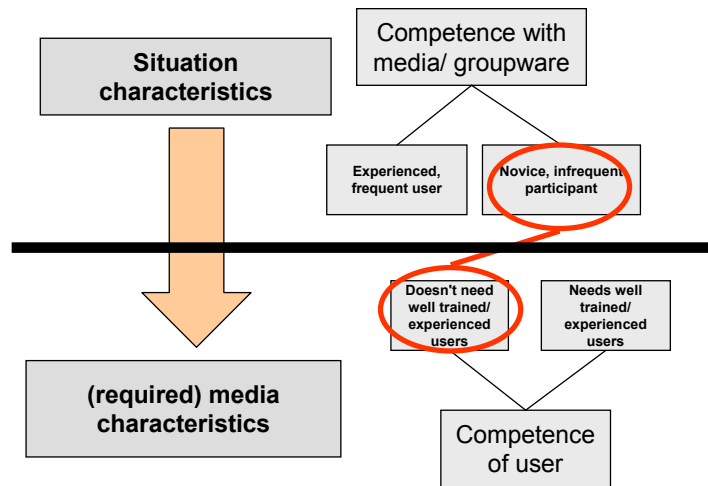 Situation
characteristics
Competence with
media/ groupware
Experienced,
frequent user
Novice, infrequent
participant
Doesn't need
well trained/
experienced
users
Needs well
trained/
experienced
users
(required) media
characteristics
Competence
of user